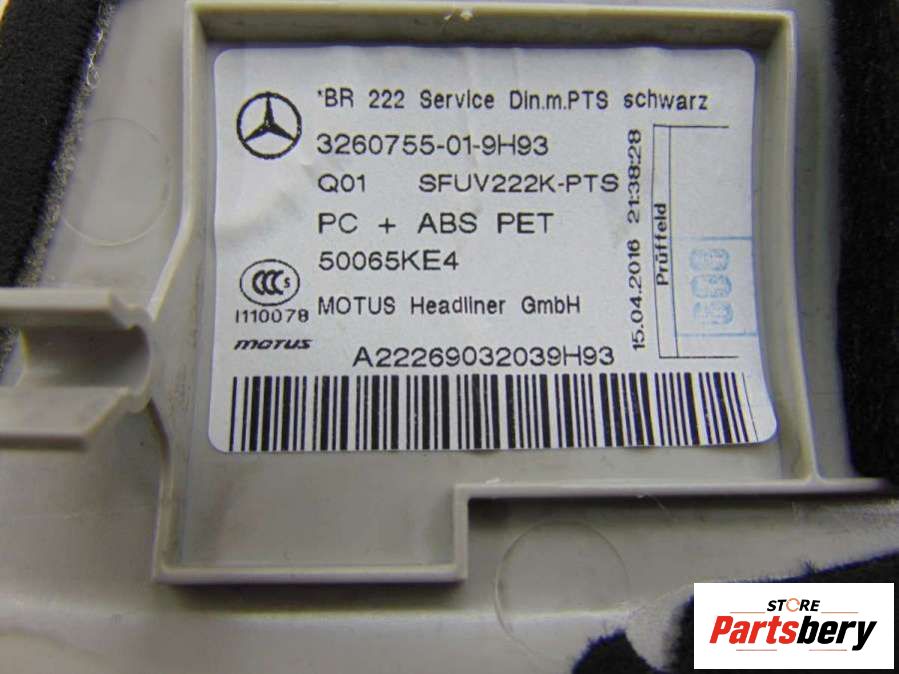 *BR 222 Service Din.m.PTS schwarz
3260755-01-9H93
Q01 SFUV222K-PTS
PC + ABS PET
50065KE4
CCC S
I110078 MOTUS Headliner GmbH
MOTUS
A22269032039H93
15.04.2016 21:38:28
Prüffeld
STORE
Partsbery